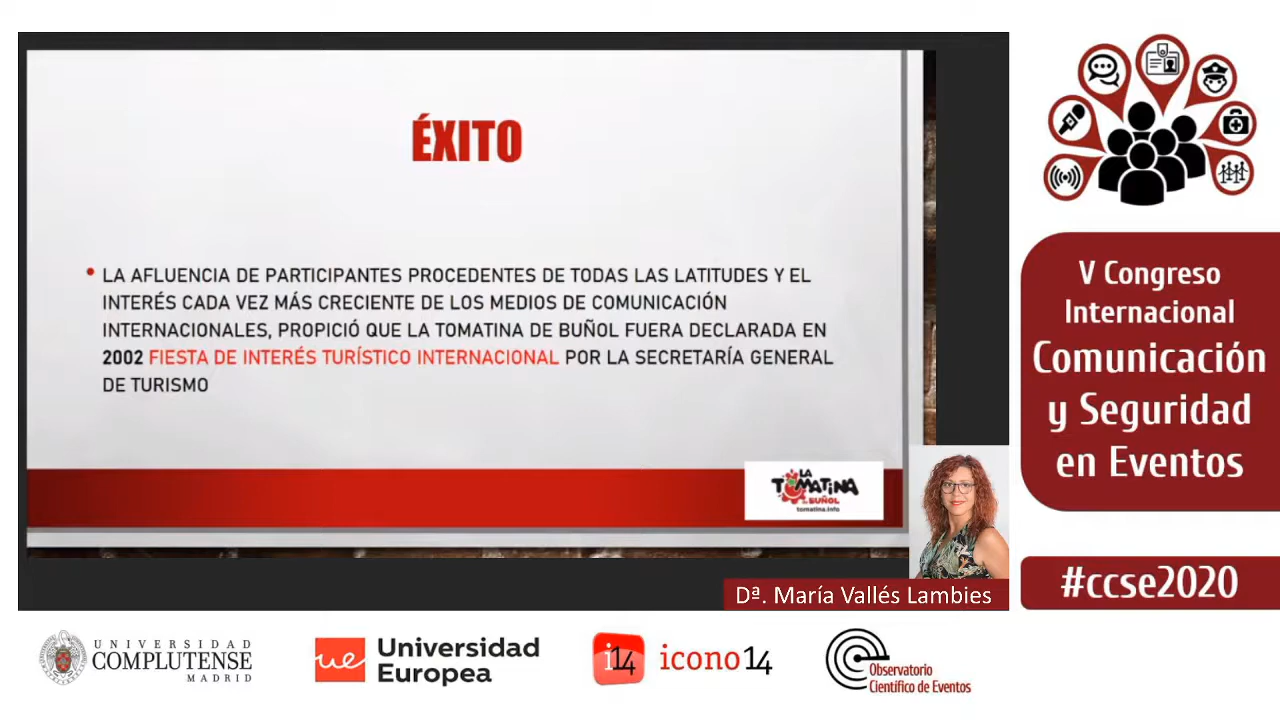 ÉXITO
• LA AFLUENCIA DE PARTICIPANTES PROCEDENTES DE TODAS LAS LATITUDES Y EL
INTERÉS CADA VEZ MÁS CRECIENTE DE LOS MEDIOS DE COMUNICACIÓN
INTERNACIONALES, PROPICIÓ QUE LA TOMATINA DE BUÑOL FUERA DECLARADA EN
2002 FIESTA DE INTERÉS TURÍSTICO INTERNACIONAL POR LA SECRETARÍA GENERAL
DE TURISMO
LA
TOMATINA
DE BUÑOL
tomatina.info
Dª. María Vallés Lambies
V Congreso
Internacional
Comunicación
y Seguridad
en Eventos
#ccse2020
UNIVERSIDAD
COMPLUTENSE
MADRID
ue
Universidad
Europea
i14
icono14
Observatorio
Científico de Eventos